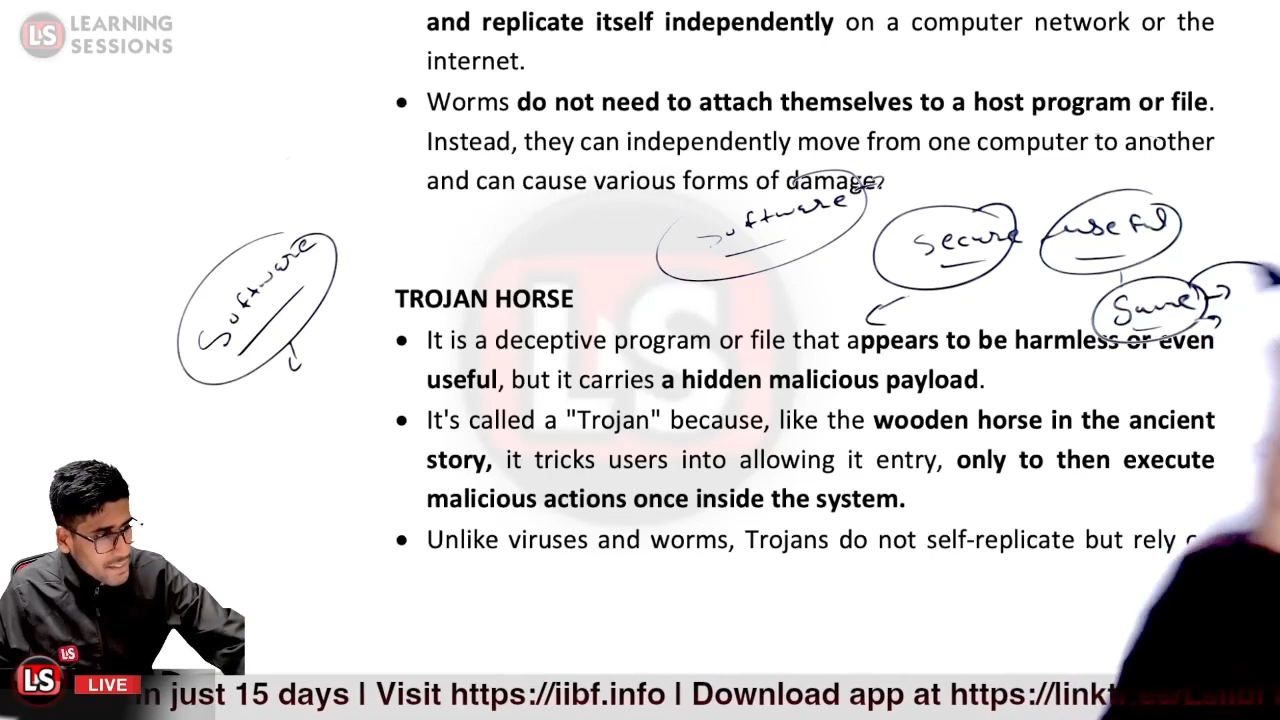 LS LEARNING
SESSIONS
and replicate itself independently on a computer network or the
internet.
• Worms do not need to attach themselves to a host program or file.
Instead, they can independently move from one computer to another
and can cause various forms of damage.
Software
Secure
useful
Software
Same
TROJAN HORSE
• It is a deceptive program or file that appears to be harmless or even
useful, but it carries a hidden malicious payload.
• It's called a "Trojan" because, like the wooden horse in the ancient
story, it tricks users into allowing it entry, only to then execute
malicious actions once inside the system.
• Unlike viruses and worms, Trojans do not self-replicate but rely
LS
LS LIVE in just 15 days | Visit https://iibf.info | Download app at https://linktr.ee/